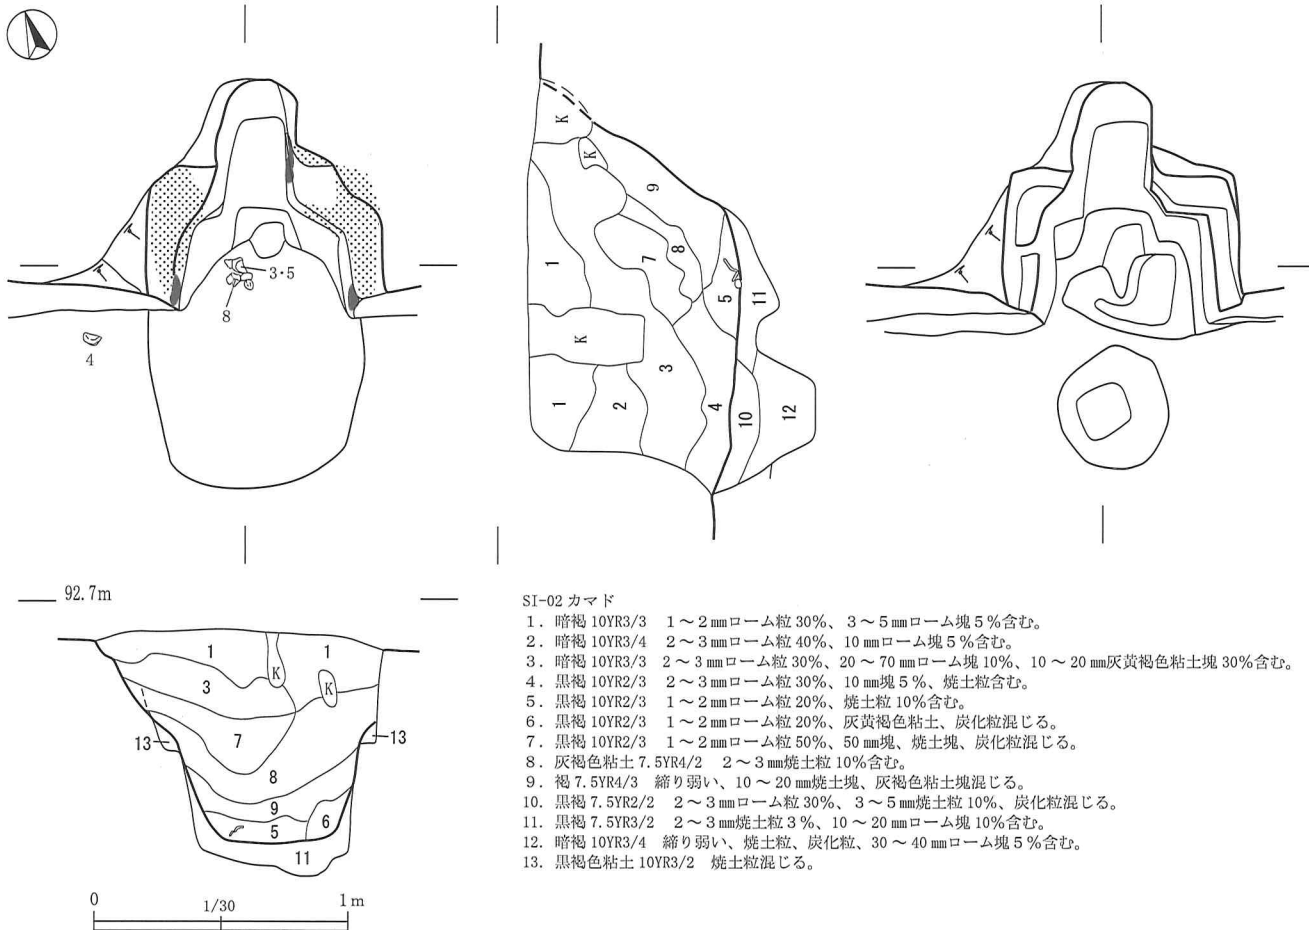 3・5
8
4
K
K
9
1
7
8
5
11
K
3
1
2
4
10
12
92.7m
1
1
K
K
3
7
13
13
8
9
5
6
11
0
1/30
1m
SI-02 カマド
1. 暗褐 10YR3/3 1～2㎜ローム粒 30%、3～5㎜ローム塊 5%含む。
2. 暗褐 10YR3/4 2～3㎜ローム粒 40%、10㎜ローム塊 5%含む。
3. 暗褐 10YR3/3 2～3㎜ローム粒 30%、20～70㎜ローム塊 10%、10～20㎜灰黄褐色粘土塊 30%含む。
4. 黒褐 10YR2/3 2～3㎜ローム粒 30%、10㎜塊 5%、焼土粒含む。
5. 黒褐 10YR2/3 1～2㎜ローム粒 20%、焼土粒 10%含む。
6. 黒褐 10YR2/3 1～2㎜ローム粒 20%、灰黄褐色粘土、炭化粒混じる。
7. 黒褐 10YR2/3 1～2㎜ローム粒 50%、50㎜塊、焼土塊、炭化粒混じる。
8. 灰褐色粘土 7.5YR4/2 2～3㎜焼土粒 10%含む。
9. 褐 7.5YR4/3 締り弱い、10～20㎜焼土塊、灰褐色粘土塊混じる。
10. 黒褐 7.5YR2/2 2～3㎜ローム粒 30%、3～5㎜焼土粒 10%、炭化粒混じる。
11. 黒褐 7.5YR3/2 2～3㎜焼土粒 3%、10～20㎜ローム塊 10%含む。
12. 暗褐 10YR3/4 締り弱い、焼土粒、炭化粒、30～40㎜ローム塊 5%含む。
13. 黒褐色粘土 10YR3/2 焼土粒混じる。